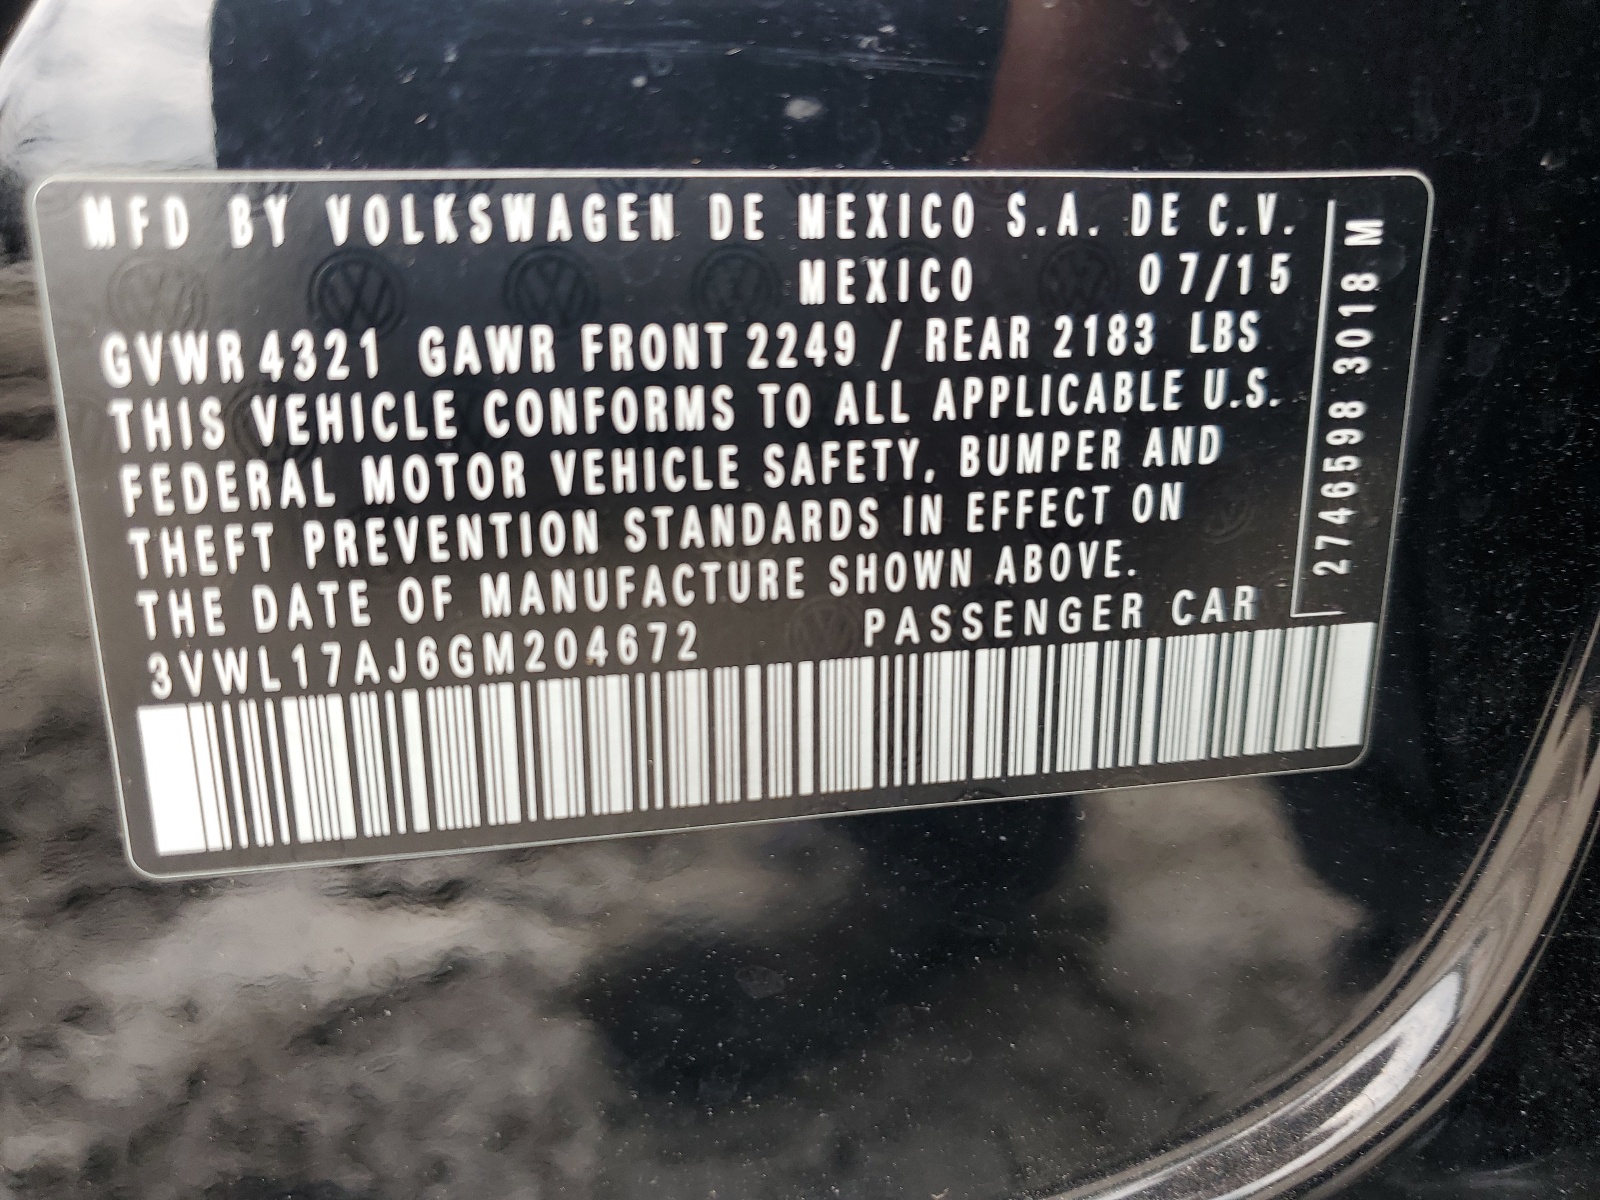 MFD BY VOLKSWAGEN DE MEXICO S.A. DE C.V.
MEXICO 07/15
GVWR 4321 GAWR FRONT 2249 / REAR 2183 LBS
THIS VEHICLE CONFORMS TO ALL APPLICABLE U.S.
FEDERAL MOTOR VEHICLE SAFETY, BUMPER AND
THEFT PREVENTION STANDARDS IN EFFECT ON
THE DATE OF MANUFACTURE SHOWN ABOVE.
3VWL17AJ6GM204672 PASSENGER CAR
2746598 3018 M